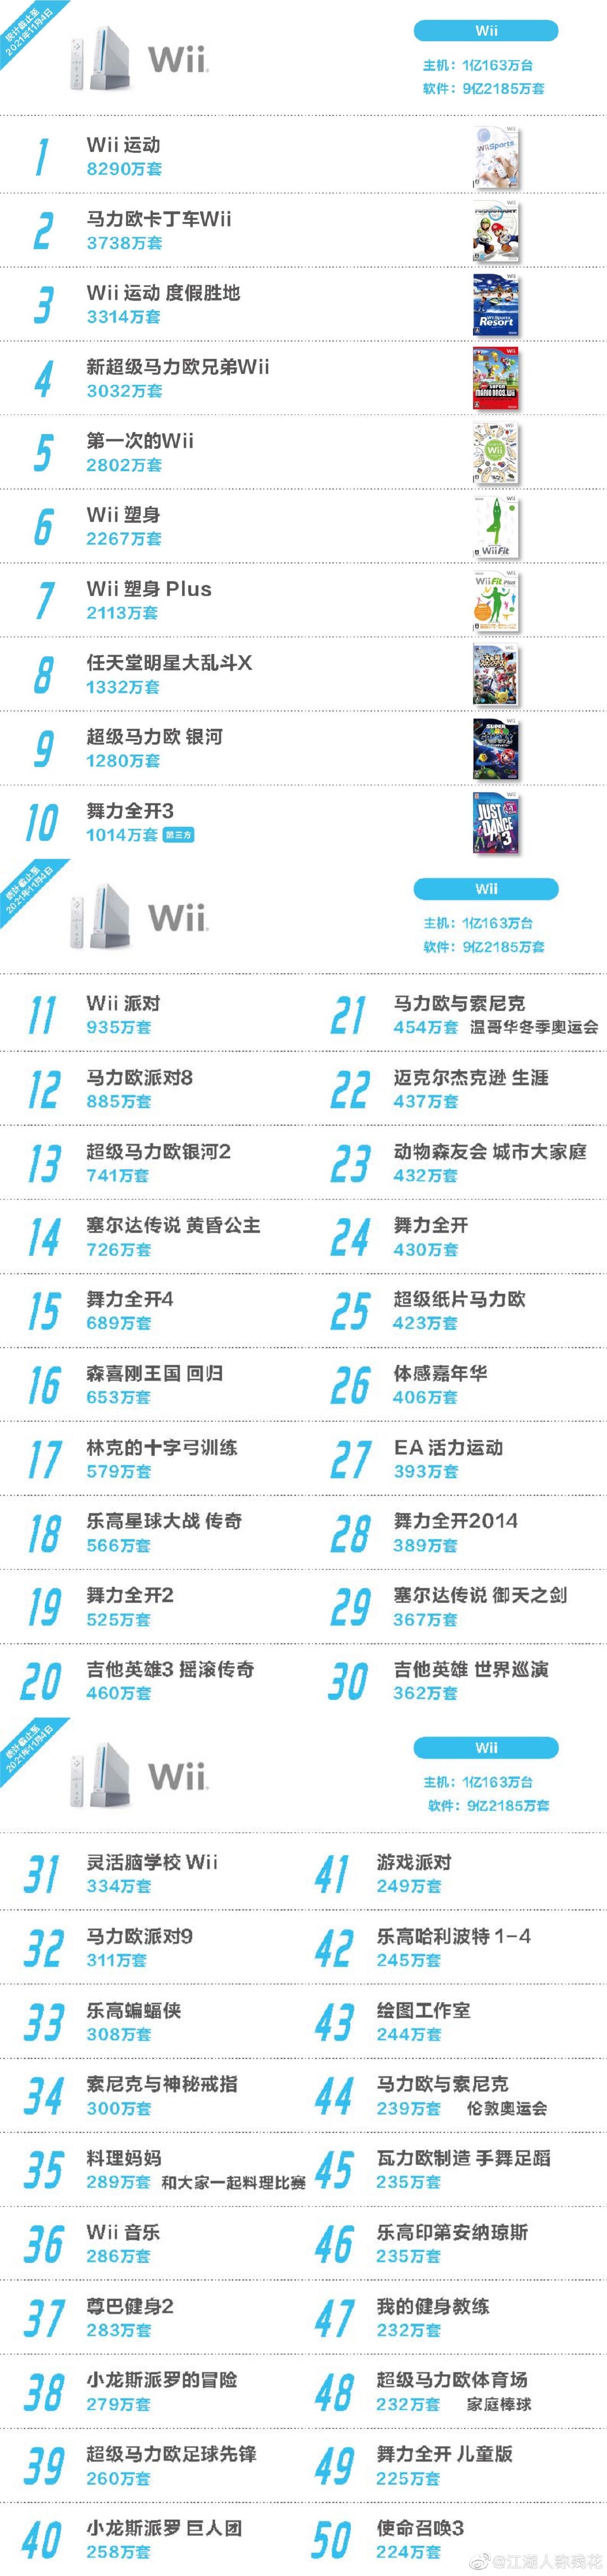 统计截止至
2021年11月4日
Wii
Wii
主机：1亿163万台
软件：9亿2185万套
1
Wii 运动
8290万套
2
马力欧卡丁车Wii
3738万套
3
Wii 运动 度假胜地
3314万套
4
新超级马力欧兄弟Wii
3032万套
5
第一次的Wii
2802万套
6
Wii 塑身
2267万套
7
Wii 塑身 Plus
2113万套
8
任天堂明星大乱斗X
1332万套
9
超级马力欧 银河
1280万套
10
舞力全开3
1014万套 第三方
统计截止至
2021年11月4日
Wii
Wii
主机：1亿163万台
软件：9亿2185万套
11
Wii 派对
935万套
12
马力欧派对8
885万套
13
超级马力欧银河2
741万套
14
塞尔达传说 黄昏公主
726万套
15
舞力全开4
689万套
16
森喜刚王国 回归
653万套
17
林克的十字弓训练
579万套
18
乐高星球大战 传奇
566万套
19
舞力全开2
525万套
20
吉他英雄3 摇滚传奇
460万套
21
马力欧与索尼克
454万套 温哥华冬季奥运会
22
迈克尔杰克逊 生涯
437万套
23
动物森友会 城市大家庭
432万套
24
舞力全开
430万套
25
超级纸片马力欧
423万套
26
体感嘉年华
406万套
27
EA 活力运动
393万套
28
舞力全开2014
389万套
29
塞尔达传说 御天之剑
367万套
30
吉他英雄 世界巡演
362万套
统计截止至
2021年11月4日
Wii
Wii
主机：1亿163万台
软件：9亿2185万套
31
灵活脑学校 Wii
334万套
32
马力欧派对9
311万套
33
乐高蝙蝠侠
308万套
34
索尼克与神秘戒指
300万套
35
料理妈妈
289万套 和大家一起料理比赛
36
Wii 音乐
286万套
37
尊巴健身2
283万套
38
小龙斯派罗的冒险
279万套
39
超级马力欧足球先锋
260万套
40
小龙斯派罗 巨人团
258万套
41
游戏派对
249万套
42
乐高哈利波特 1-4
245万套
43
绘图工作室
244万套
44
马力欧与索尼克
239万套 伦敦奥运会
45
瓦力欧制造 手舞足蹈
235万套
46
乐高印第安纳琼斯
235万套
47
我的健身教练
232万套
48
超级马力欧体育场
232万套 家庭棒球
49
舞力全开 儿童版
225万套
50
使命召唤3
224万套
@江湖人称残花